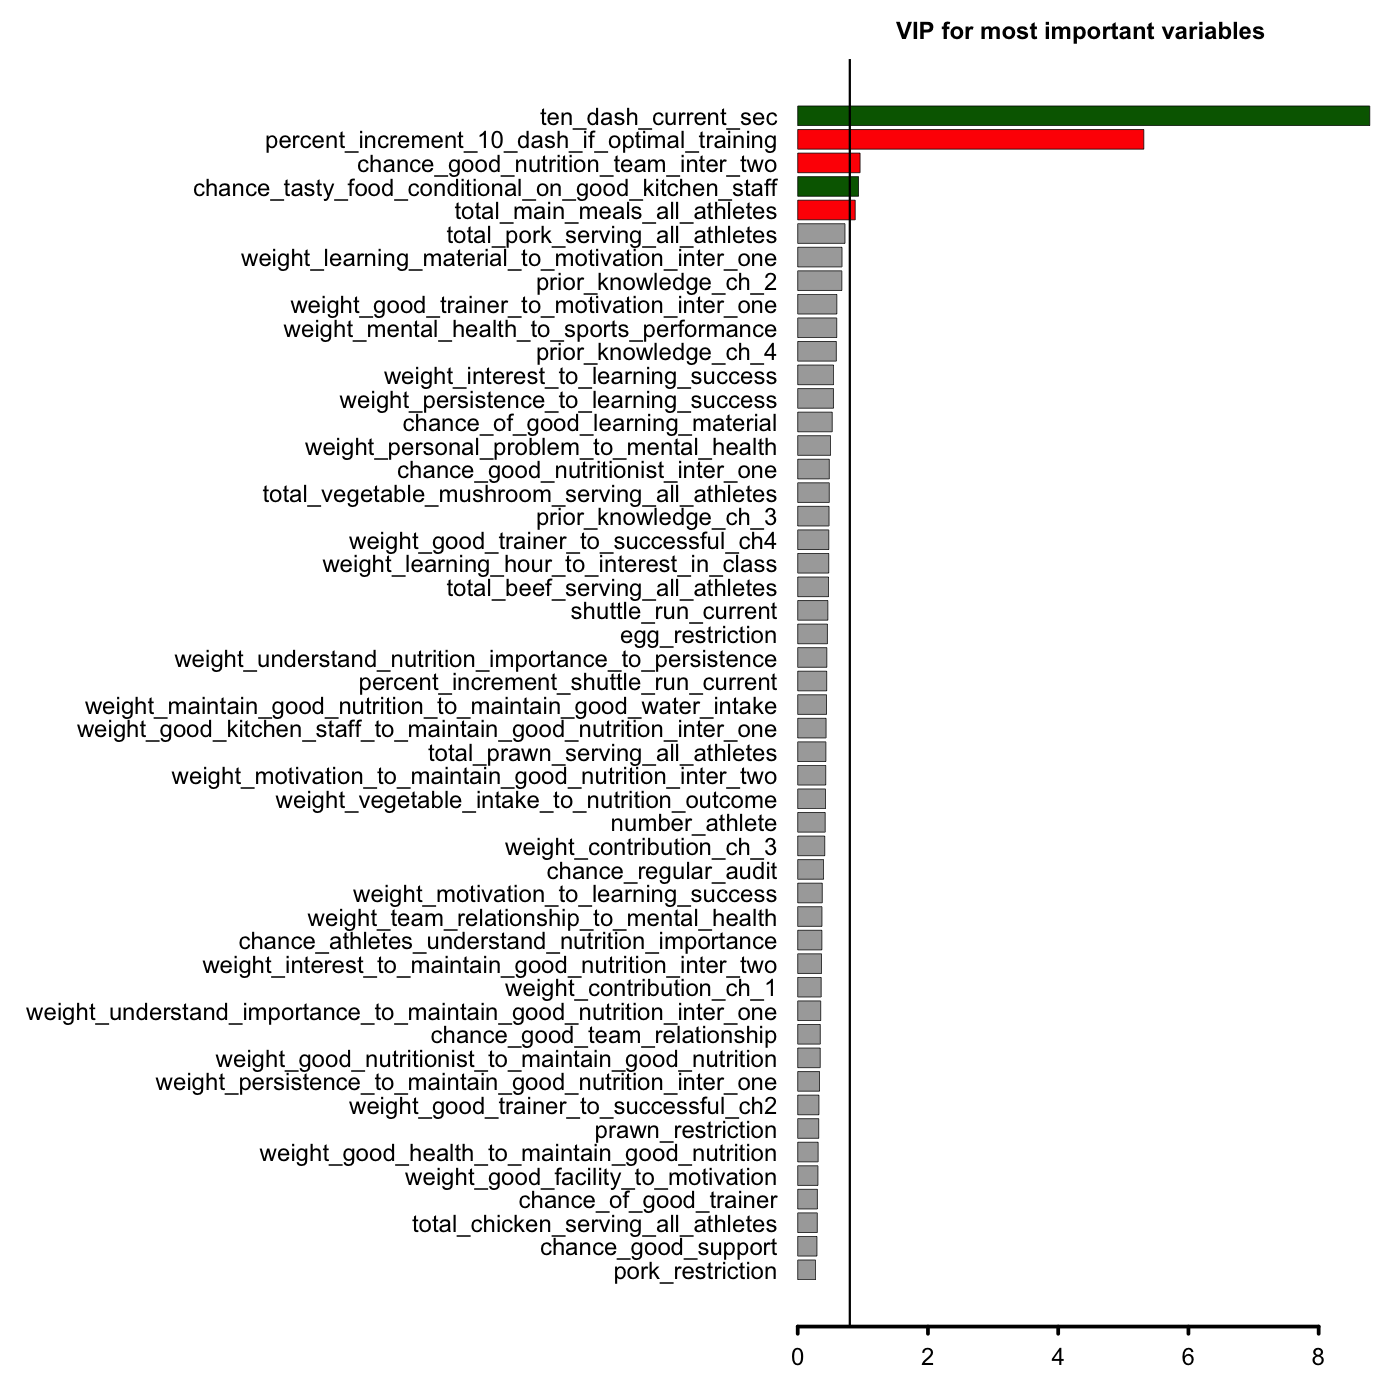 VIP for most important variables
ten_dash_current_sec
percent_increment_10_dash_if_optimal_training
chance_good_nutrition_team_inter_two
chance_tasty_food_conditional_on_good_kitchen_staff
total_main_meals_all_athletes
total_pork_serving_all_athletes
weight_learning_material_to_motivation_inter_one
prior_knowledge_ch_2
weight_good_trainer_to_motivation_inter_one
weight_mental_health_to_sports_performance
prior_knowledge_ch_4
weight_interest_to_learning_success
weight_persistence_to_learning_success
chance_of_good_learning_material
weight_personal_problem_to_mental_health
chance_good_nutritionist_inter_one
total_vegetable_mushroom_serving_all_athletes
prior_knowledge_ch_3
weight_good_trainer_to_successful_ch4
weight_learning_hour_to_interest_in_class
total_beef_serving_all_athletes
shuttle_run_current
egg_restriction
weight_understand_nutrition_importance_to_persistence
percent_increment_shuttle_run_current
weight_maintain_good_nutrition_to_maintain_good_water_intake
weight_good_kitchen_staff_to_maintain_good_nutrition_inter_one
total_prawn_serving_all_athletes
weight_motivation_to_maintain_good_nutrition_inter_two
weight_vegetable_intake_to_nutrition_outcome
number_athlete
weight_contribution_ch_3
chance_regular_audit
weight_motivation_to_learning_success
weight_team_relationship_to_mental_health
chance_athletes_understand_nutrition_importance
weight_interest_to_maintain_good_nutrition_inter_two
weight_contribution_ch_1
weight_understand_importance_to_maintain_good_nutrition_inter_one
chance_good_team_relationship
weight_good_nutritionist_to_maintain_good_nutrition
weight_persistence_to_maintain_good_nutrition_inter_one
weight_good_trainer_to_successful_ch2
prawn_restriction
weight_good_health_to_maintain_good_nutrition
weight_good_facility_to_motivation
chance_of_good_trainer
total_chicken_serving_all_athletes
chance_good_support
pork_restriction
0 2 4 6 8